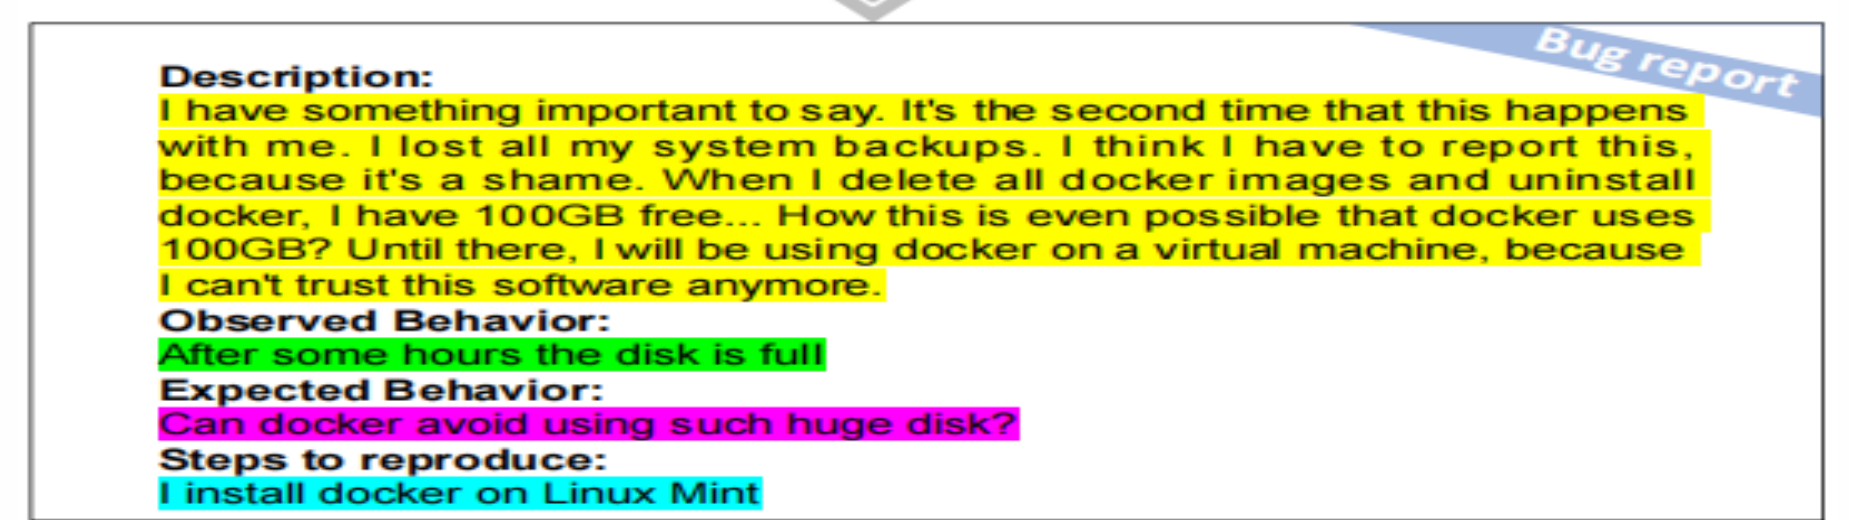 Bug report
Description:
I have something important to say. It's the second time that this happens
with me. I lost all my system backups. I think I have to report this,
because it's a shame. When I delete all docker images and uninstall
docker, I have 100GB free... How this is even possible that docker uses
100GB? Until there, I will be using docker on a virtual machine, because
I can't trust this software anymore.
Observed Behavior:
After some hours the disk is full
Expected Behavior:
Can docker avoid using such huge disk?
Steps to reproduce:
I install docker on Linux Mint